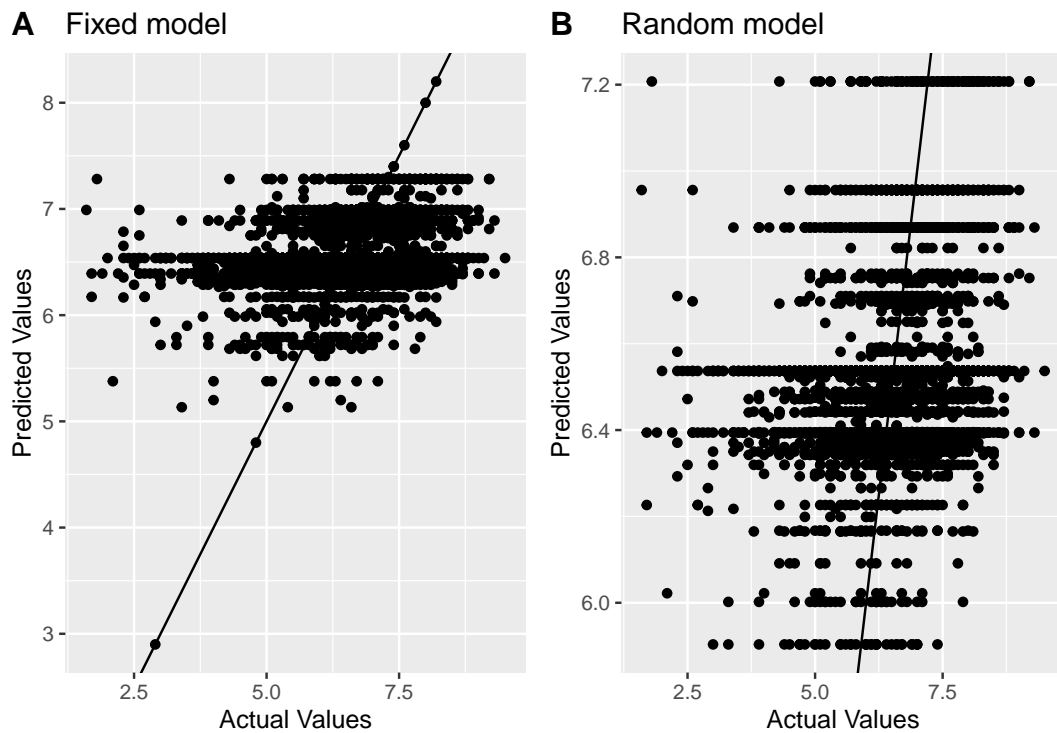 A Fixed model
8
7
6
5
4
3
2.5 5.0 7.5
Actual Values
Predicted Values
B Random model
7.2
6.8
6.4
6.0
2.5 5.0 7.5
Actual Values
Predicted Values